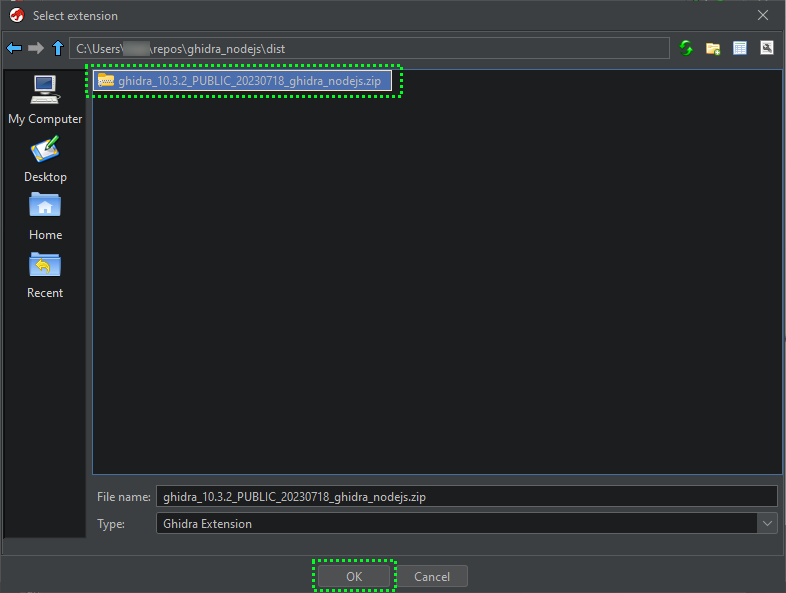 Select extension
C:\Users\ \repos\ghidra_nodejs\dist
ghidra_10.3.2_PUBLIC_20230718_ghidra_nodejs.zip
My Computer
Desktop
Home
Recent
File name: ghidra_10.3.2_PUBLIC_20230718_ghidra_nodejs.zip
Type: Ghidra Extension
OK Cancel